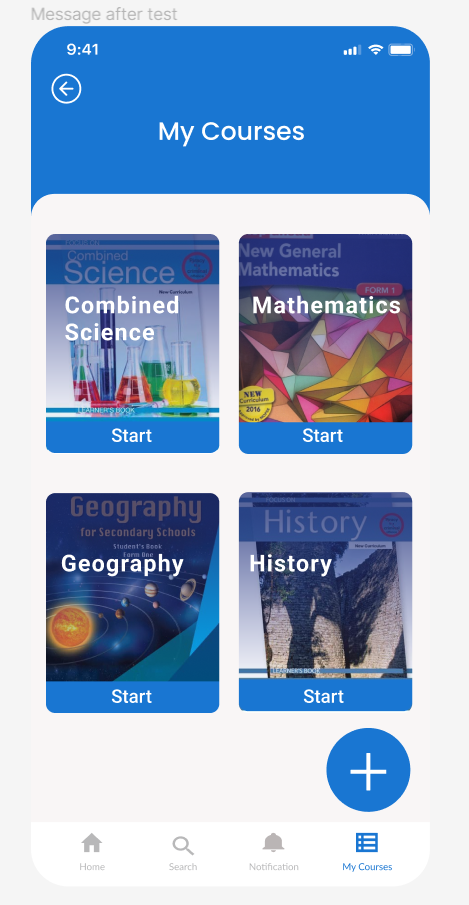 Message after test
9:41
My Courses
FOCUS ON
Combined
Science
New Curriculum
Combined
Science
LEARNER'S BOOK
Start
New General
Mathematics
FORM 1
Mathematics
NEW
Curriculum
2016
Start
Geography
for Secondary Schools
Student's Book
Form One
Geography
Start
FOCUS ON
History
New Curriculum
History
LEARNER'S BOOK
Start
Home
Search
Notification
My Courses